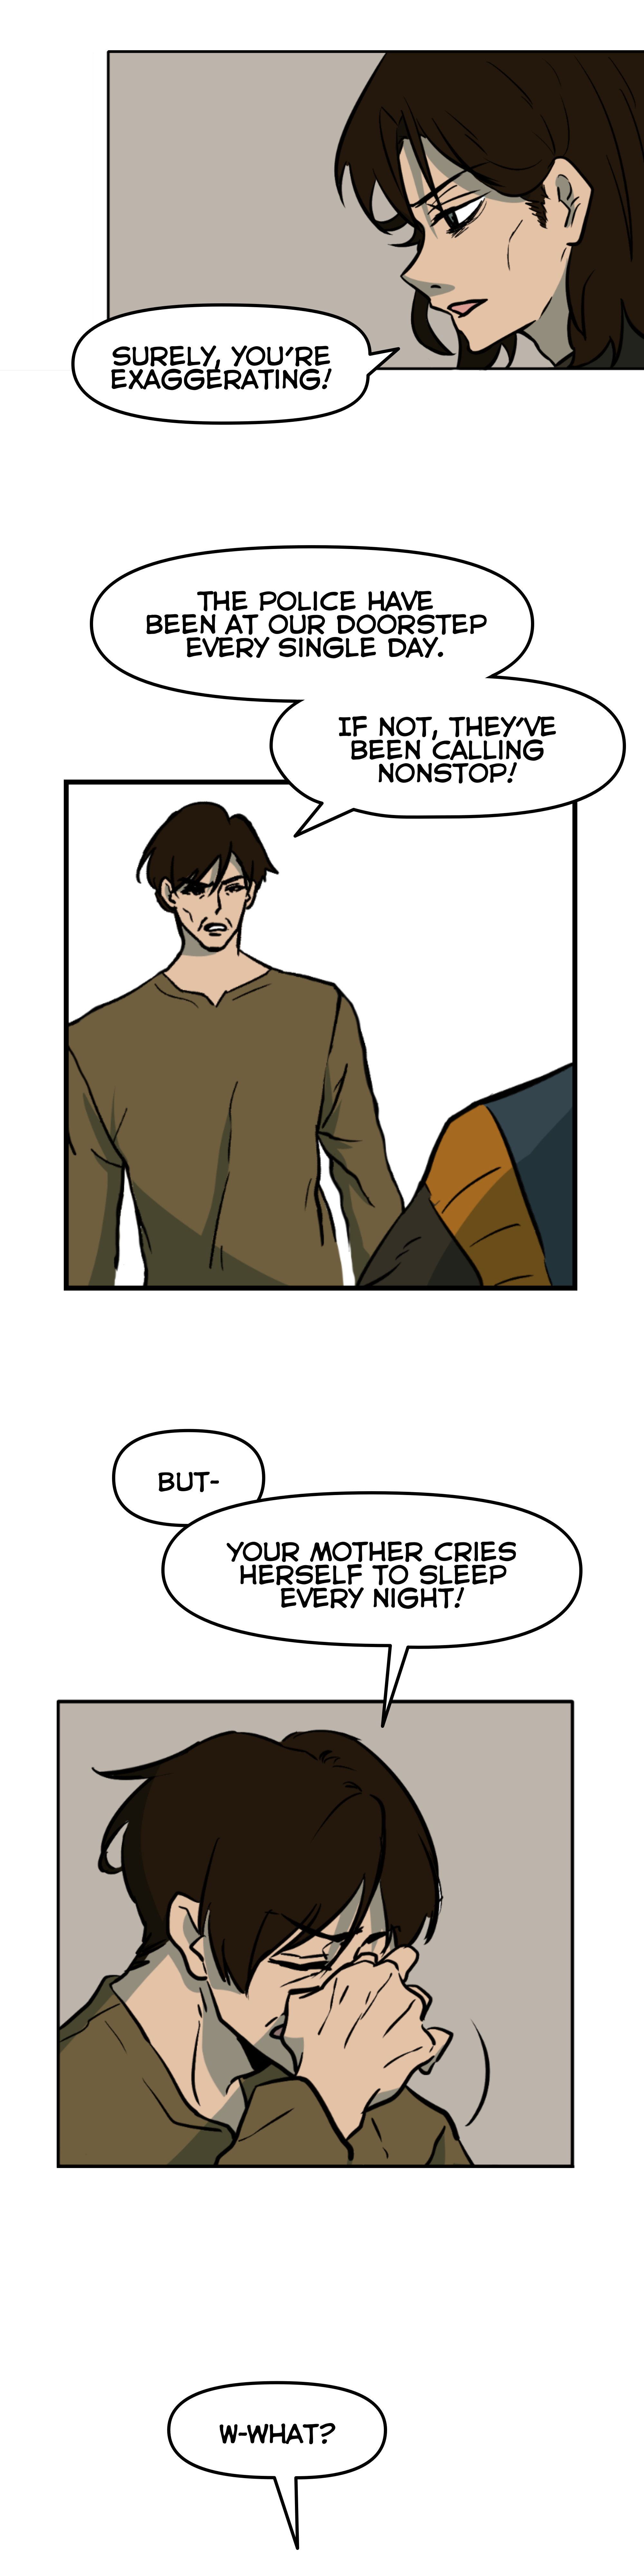 SURELY, YOU'RE
EXAGGERATING!
THE POLICE HAVE
BEEN AT OUR DOORSTEP
EVERY SINGLE DAY.
IF NOT, THEY'VE
BEEN CALLING
NONSTOP!
BUT-
YOUR MOTHER CRIES
HERSELF TO SLEEP
EVERY NIGHT!
W-WHAT?